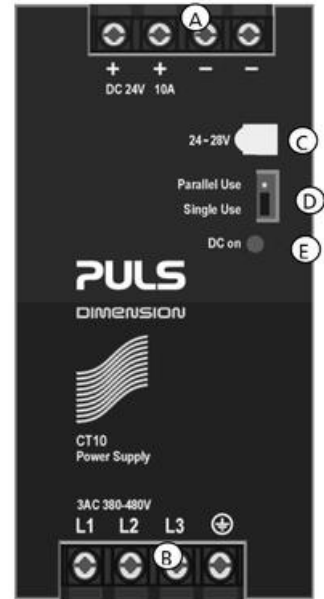 A
+ + − −
DC 24V 10A
24-28V C
Parallel Use
D
Single Use
DC on E
PULS
DIMENSION
CT10
Power Supply
3AC 380-480V
L1 L2 L3
B